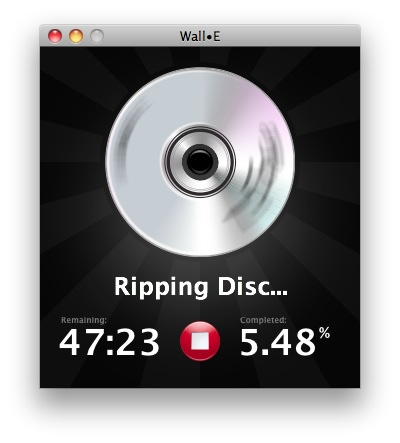 Wall•E
Ripping Disc...
Remaining:
Completed:
47:23
5.48%